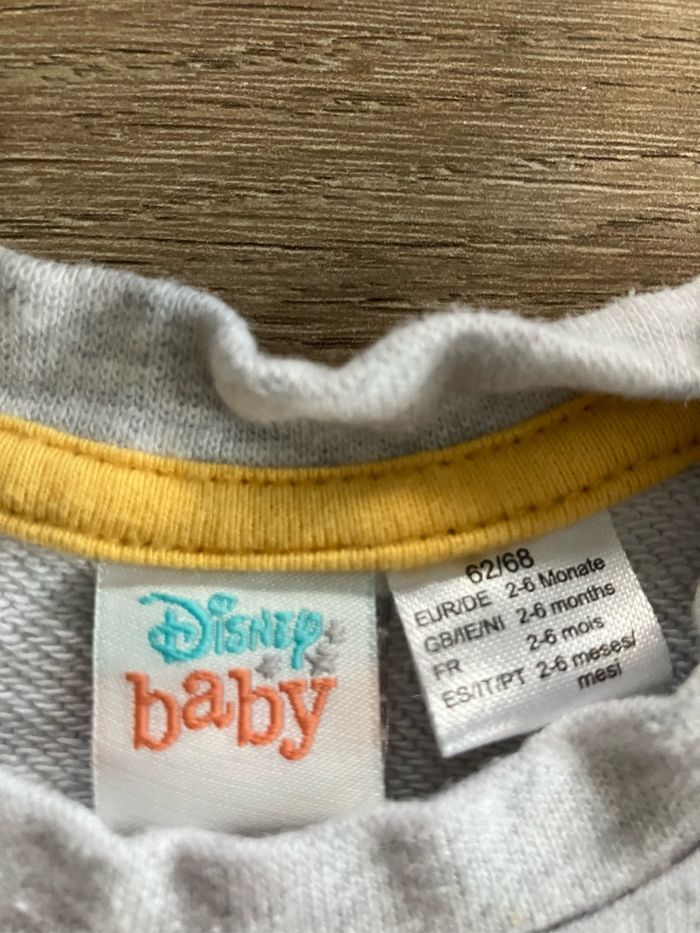 Disney
baby
62/68
EUR/DE 2-6 Monate
GB/IE/NI 2-6 months
FR 2-6 mois
ES/IT/PT 2-6 meses/
mesi